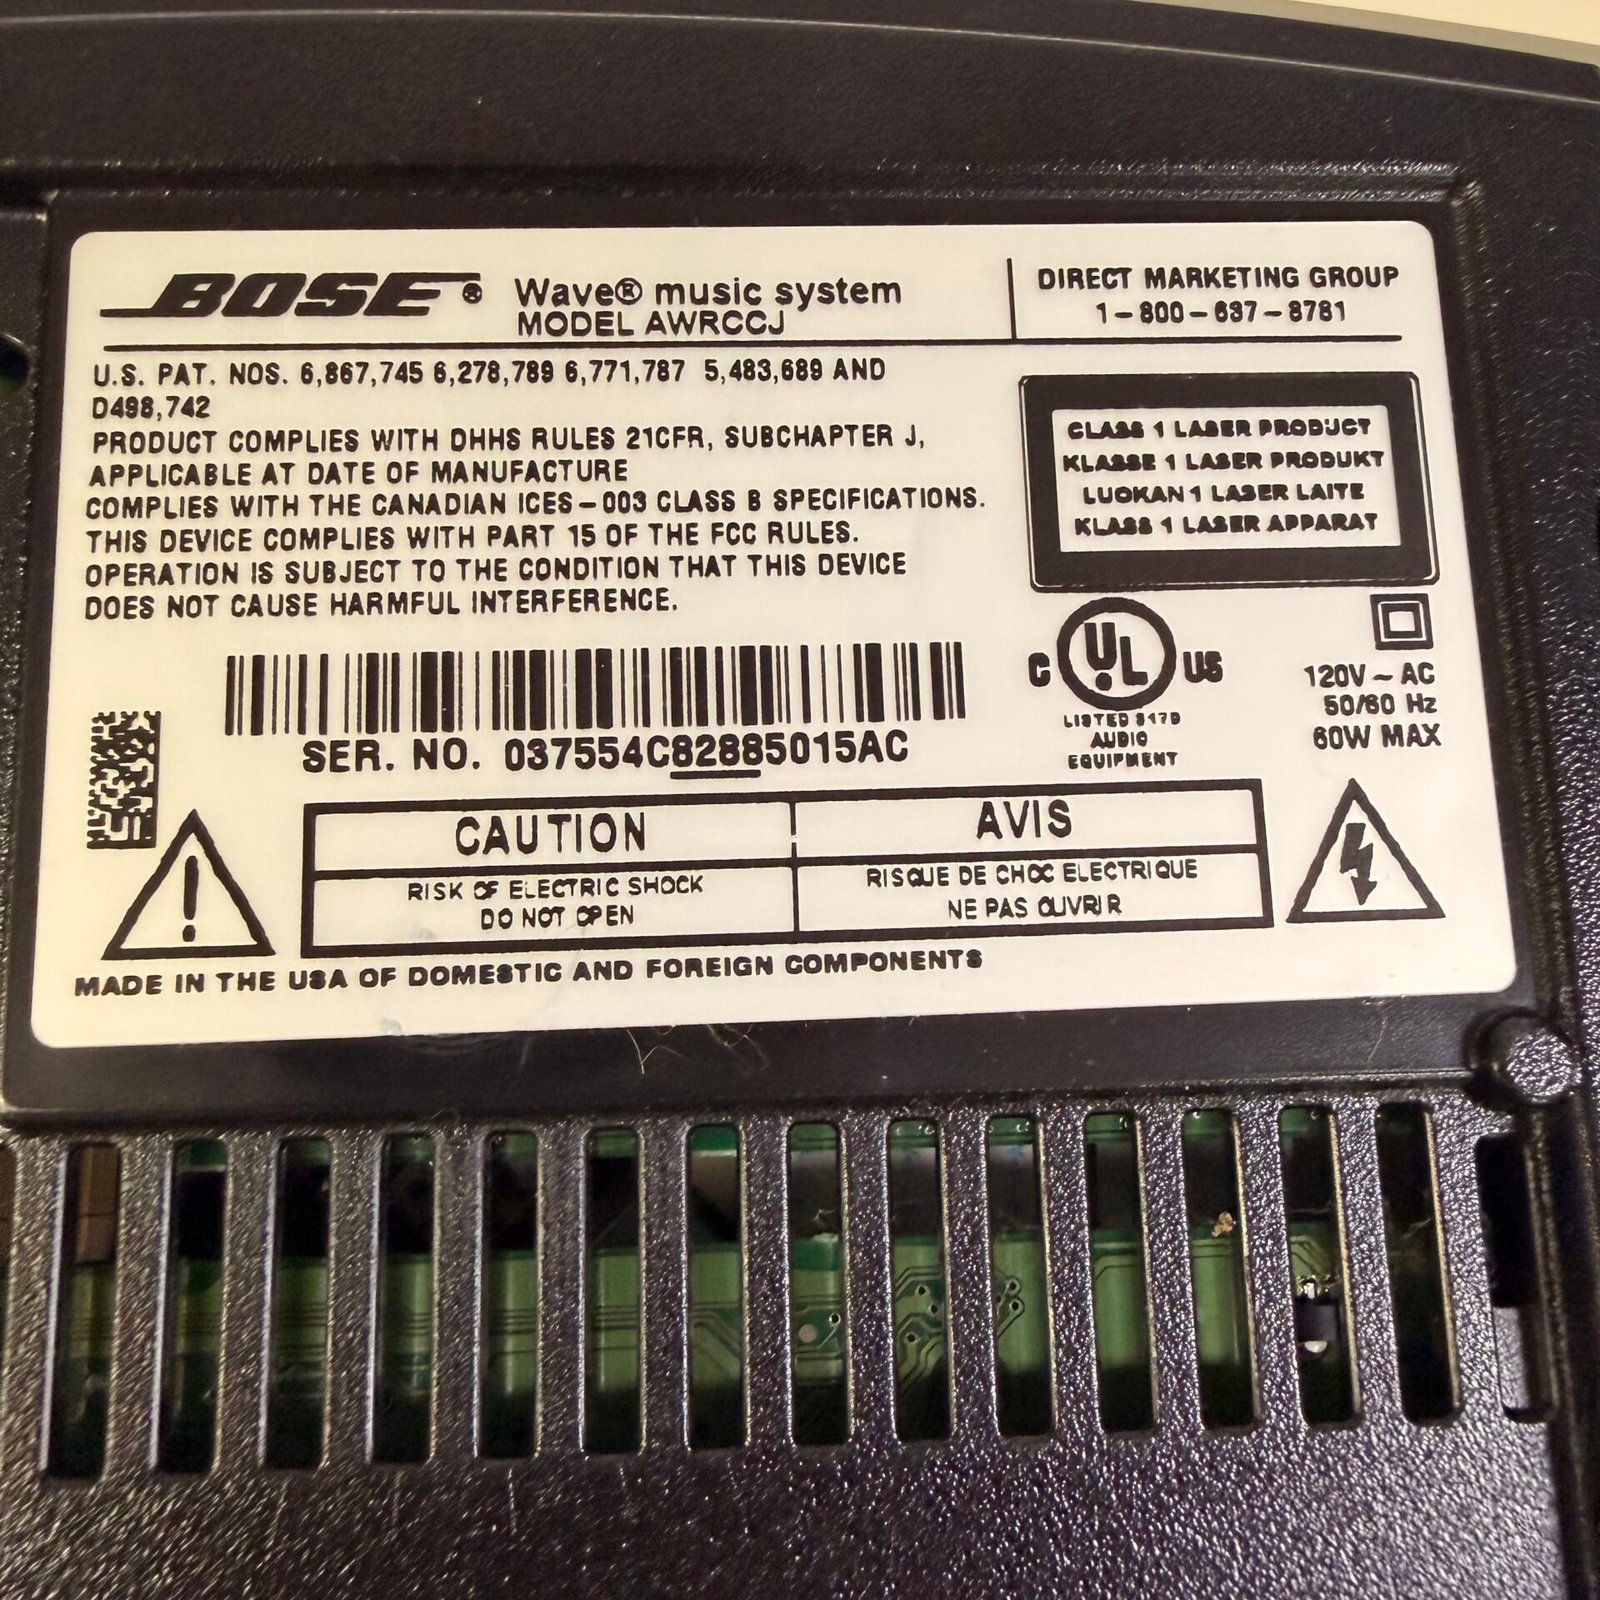 BOSE® Wave® music system
MODEL AWRCCJ
DIRECT MARKETING GROUP
1-800-637-8781
U.S. PAT. NOS. 6,867,745 6,278,789 6,771,787 5,483,689 AND
D498,742
PRODUCT COMPLIES WITH DHHS RULES 21CFR, SUBCHAPTER J,
APPLICABLE AT DATE OF MANUFACTURE
COMPLIES WITH THE CANADIAN ICES-003 CLASS B SPECIFICATIONS.
THIS DEVICE COMPLIES WITH PART 15 OF THE FCC RULES.
OPERATION IS SUBJECT TO THE CONDITION THAT THIS DEVICE
DOES NOT CAUSE HARMFUL INTERFERENCE.
CLASS 1 LASER PRODUCT
KLASSE 1 LASER PRODUKT
LUOKAN 1 LASER LAITE
KLASS 1 LASER APPARAT
C UL US
LISTED 317D
AUDIO
EQUIPMENT
120V ~ AC
50/60 Hz
60W MAX
SER. NO. 037554C82885015AC
CAUTION
RISK OF ELECTRIC SHOCK
DO NOT OPEN
AVIS
RISQUE DE CHOC ELECTRIQUE
NE PAS OUVRIR
MADE IN THE USA OF DOMESTIC AND FOREIGN COMPONENTS